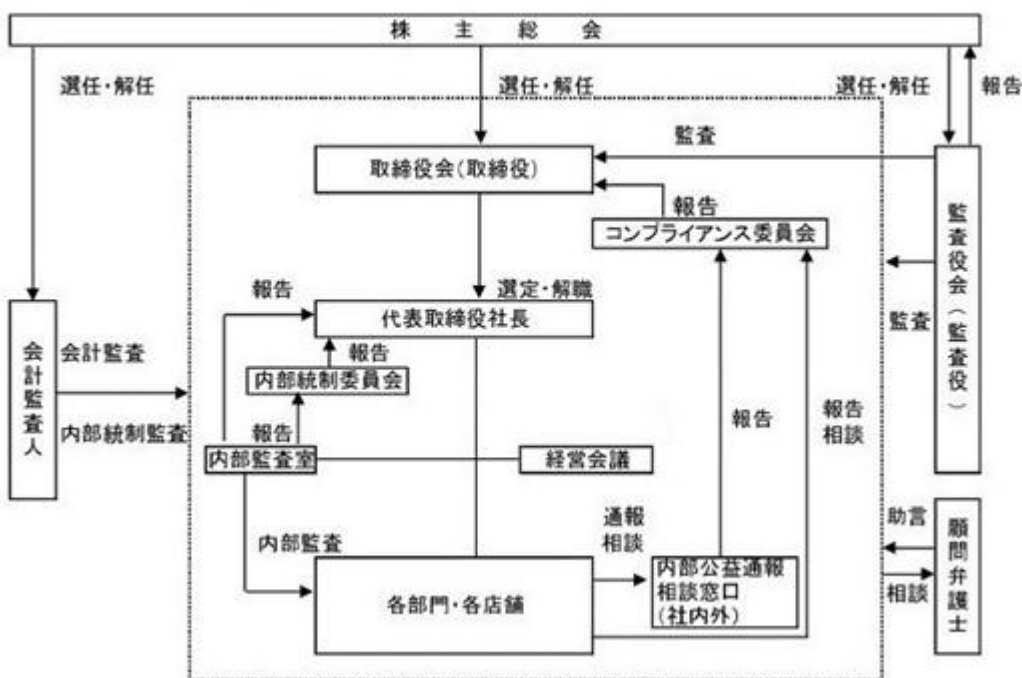 株主総会
選任・解任
選任・解任
選任・解任
報告
監査
取締役会(取締役)
報告
コンプライアンス委員会
監査役会(監査役)
監査
選定・解職
報告
代表取締役社長
報告
内部統制委員会
会計監査人
会計監査
内部統制監査
報告
内部監査室
経営会議
報告
報告
相談
内部監査
通報
相談
各部門・各店舗
内部公益通報
相談窓口
(社内外)
助言
相談
顧問弁護士